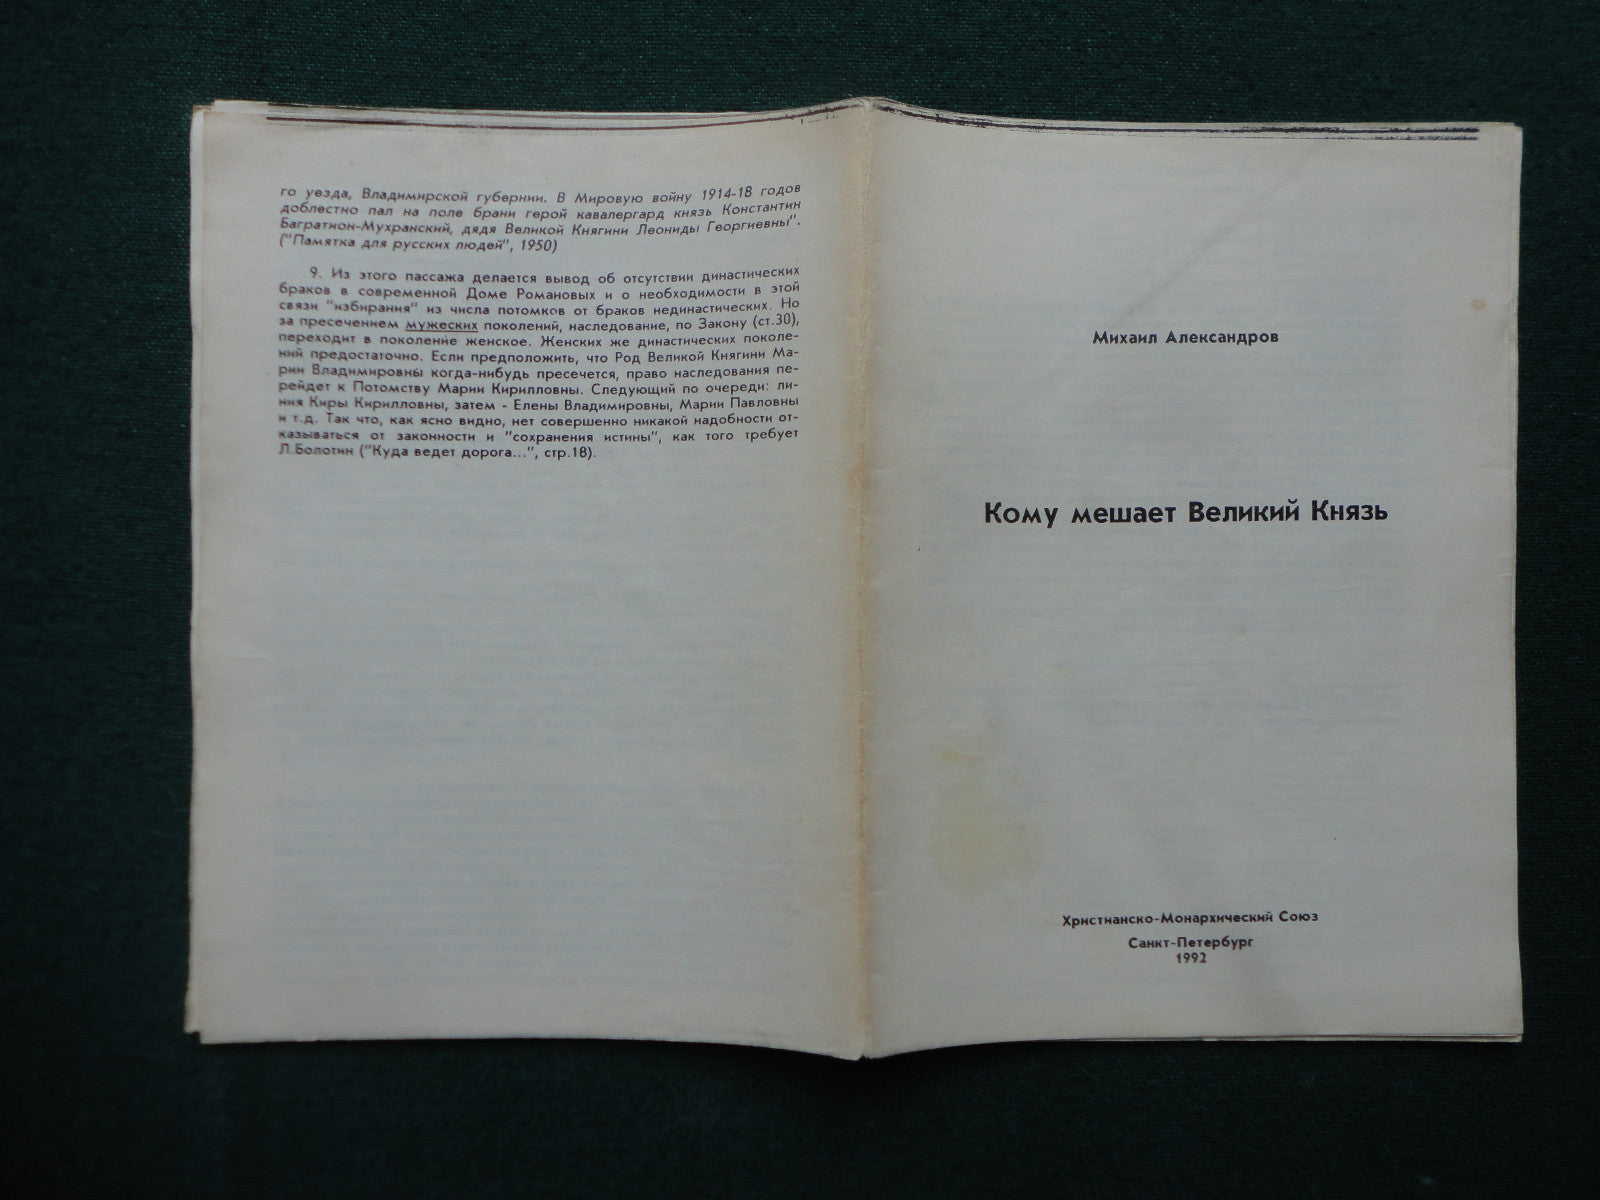 го уезда, Владимирской губернии. В Мировую войну 1914-18 годов
доблестно пал на поле брани герой кавалергард князь Константин
Багратион-Мухранский, дядя Великой Княгини Леониды Георгиевны".
("Памятка для русских людей", 1950)
9. Из этого пассажа делается вывод об отсутствии династических
браков в современной Доме Романовых и о необходимости в этой
связи "избирания" из числа потомков от браков нединастических. Но
за пресечением мужеских поколений, наследование, по Закону (ст.30),
переходит в поколение женское. Женских же династических поколе-
ний предостаточно. Если предположить, что Род Великой Княгини Ма-
рии Владимировны когда-нибудь пресечется, право наследования пе-
рейдет к Потомству Марии Кирилловны. Следующий по очереди: ли-
ния Киры Кирилловны, затем - Елены Владимировны, Марии Павловны
и т.д. Так что, как ясно видно, нет совершенно никакой надобности от-
казываться от законности и "сохранения истины", как того требует
Л.Болотин ("Куда ведет дорога...", стр.18).
Михаил Александров
Кому мешает Великий Князь
Христианско-Монархический Союз
Санкт-Петербург
1992